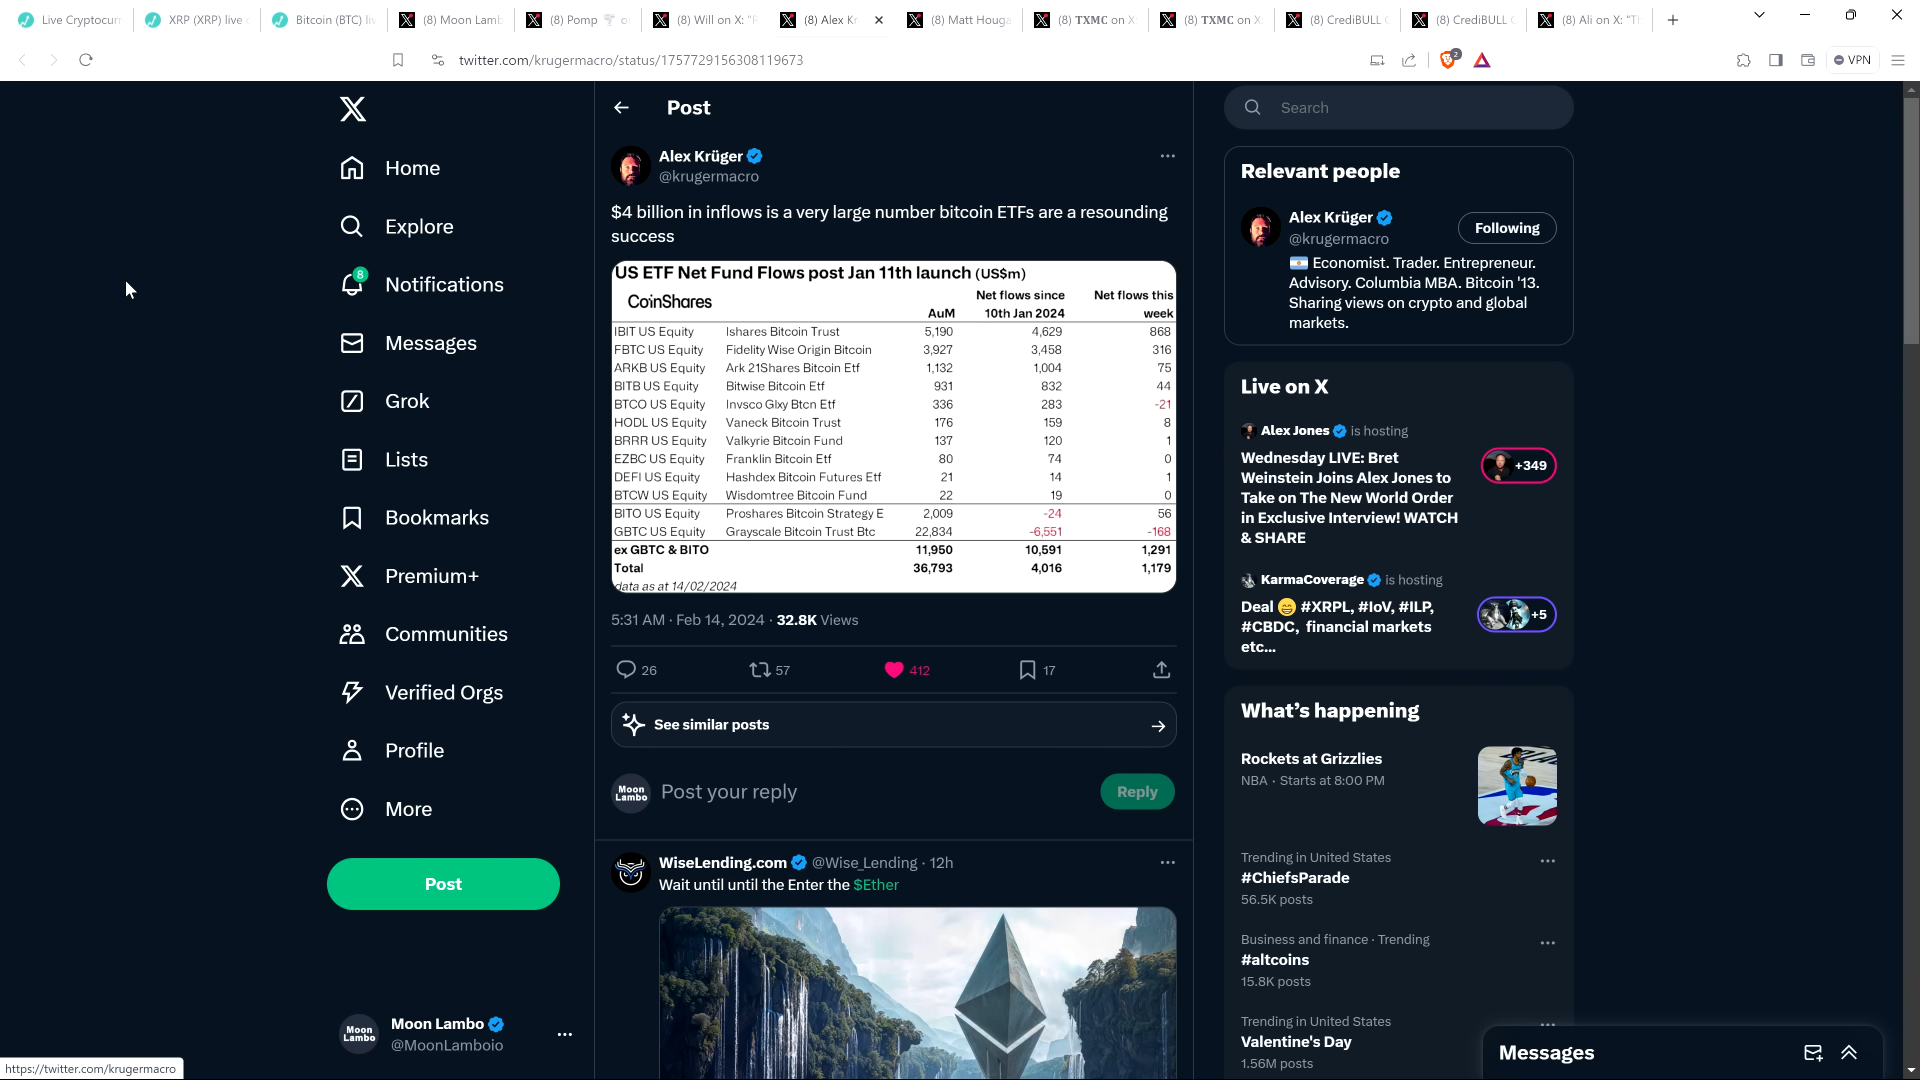 Live Cryptocurr
XRP (XRP) live
Bitcoin (BTC) li
(8) Moon Lamb
(8) Pomp
(8) Will on X: "
(8) Alex Kr
(8) Matt Houga
(8) TXMC on X
(8) TXMC on X:
(8) CrediBULL
(8) CrediBULL
(8) Ali on X: "T
twitter.com/krugermacro/status/1757729156308119673
2
VPN
Home
Explore
8
Notifications
Messages
Grok
Lists
Bookmarks
Premium+
Communities
Verified Orgs
Profile
More
Post
Moon Lambo
Moon Lambo
@MoonLamboio
https://twitter.com/krugermacro
Post
Alex Krüger
@krugermacro
$4 billion in inflows is a very large number bitcoin ETFs are a resounding
success
US ETF Net Fund Flows post Jan 11th launch (US$m)
CoinShares
Net flows since Net flows this
AuM 10th Jan 2024 week
IBIT US Equity Ishares Bitcoin Trust 5,190 4,629 868
FBTC US Equity Fidelity Wise Origin Bitcoin 3,927 3,458 316
ARKB US Equity Ark 21Shares Bitcoin Etf 1,132 1,004 75
BITB US Equity Bitwise Bitcoin Etf 931 832 44
BTCO US Equity Invsco Glxy Btcn Etf 336 283 -21
HODL US Equity Vaneck Bitcoin Trust 176 159 8
BRRR US Equity Valkyrie Bitcoin Fund 137 120 1
EZBC US Equity Franklin Bitcoin Etf 80 74 0
DEFI US Equity Hashdex Bitcoin Futures Etf 21 14 1
BTCW US Equity Wisdomtree Bitcoin Fund 22 19 0
BITO US Equity Proshares Bitcoin Strategy E 2,009 -24 56
GBTC US Equity Grayscale Bitcoin Trust Btc 22,834 -6,551 -168
ex GBTC & BITO 11,950 10,591 1,291
Total 36,793 4,016 1,179
data as at 14/02/2024
5:31 AM · Feb 14, 2024 · 32.8K Views
26 57 412 17
See similar posts
Moon Lambo
Post your reply
Reply
WiseLending.com @Wise_Lending · 12h
Wait until until the Enter the $Ether
Search
Relevant people
Alex Krüger
@krugermacro
Following
Economist. Trader. Entrepreneur.
Advisory. Columbia MBA. Bitcoin '13.
Sharing views on crypto and global
markets.
Live on X
Alex Jones is hosting
Wednesday LIVE: Bret
Weinstein Joins Alex Jones to
Take on The New World Order
in Exclusive Interview! WATCH
& SHARE
+349
KarmaCoverage is hosting
Deal 😁 #XRPL, #IoV, #ILP,
#CBDC, financial markets
etc...
+5
What's happening
Rockets at Grizzlies
NBA · Starts at 8:00 PM
Trending in United States
#ChiefsParade
56.5K posts
Business and finance · Trending
#altcoins
15.8K posts
Trending in United States
Valentine's Day
1.56M posts
Messages